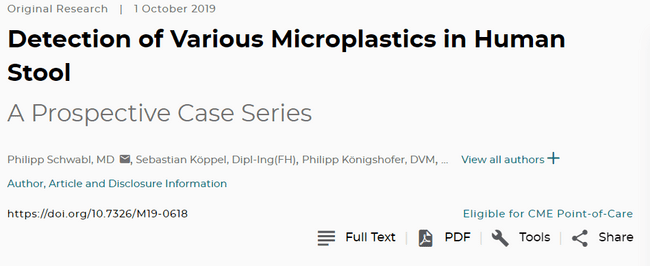 Original Research | 1 October 2019
Detection of Various Microplastics in Human
Stool
A Prospective Case Series
Philipp Schwabl, MD, Sebastian Köppel, Dipl-Ing(FH), Philipp Königshofer, DVM, ... View all authors
Author, Article and Disclosure Information
https://doi.org/10.7326/M19-0618 Eligible for CME Point-of-Care
Full Text | PDF | Tools | Share